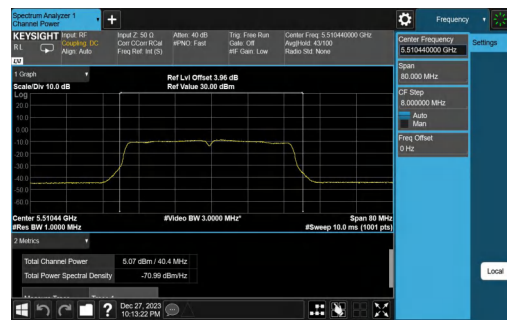 Spectrum Analyzer 1
Channel Power
Frequency
KEYSIGHT
RL
Input: RF
Coupling: DC
Align: Auto
Input Z: 50 Ω
Corr CCorr RCal
Freq Ref: Int (S)
Atten: 40 dB
#PNO: Fast
Trig: Free Run
Gate: Off
#IF Gain: Low
Center Freq: 5.510440000 GHz
Avg|Hold: 43/100
Radio Std: None
LV
Center Frequency
5.510440000 GHz
Settings
Span
80.000 MHz
CF Step
8.000000 MHz
Auto
Man
Freq Offset
0 Hz
Local
1 Graph
Scale/Div 10.0 dB
Ref Lvl Offset 3.96 dB
Ref Value 30.00 dBm
Log
20.0
10.0
0.00
-10.0
-20.0
-30.0
-40.0
-50.0
-60.0
Center 5.51044 GHz
#Res BW 1.0000 MHz
#Video BW 3.0000 MHz*
Span 80 MHz
#Sweep 10.0 ms (1001 pts)
2 Metrics
Total Channel Power 5.07 dBm / 40.4 MHz
Total Power Spectral Density -70.99 dBm/Hz
?
Dec 27, 2023
10:13:22 PM